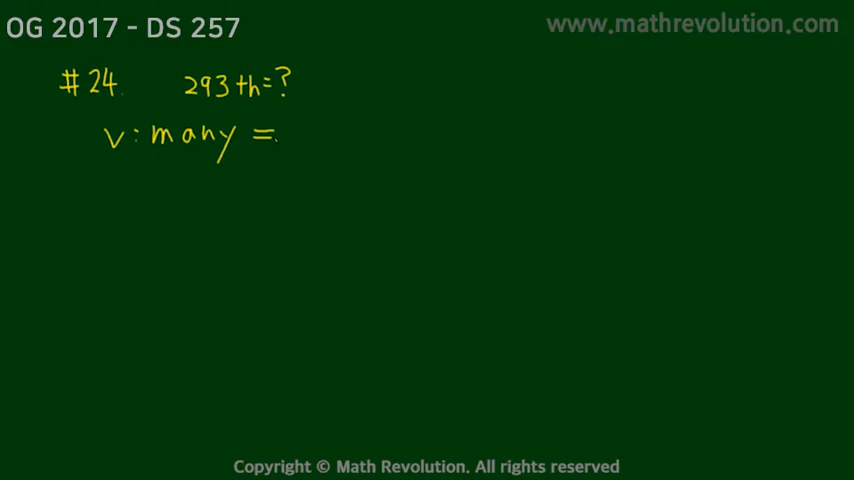 OG 2017 - DS 257
www.mathrevolution.com
#24 293th=?
v: many =
Copyright © Math Revolution. All rights reserved